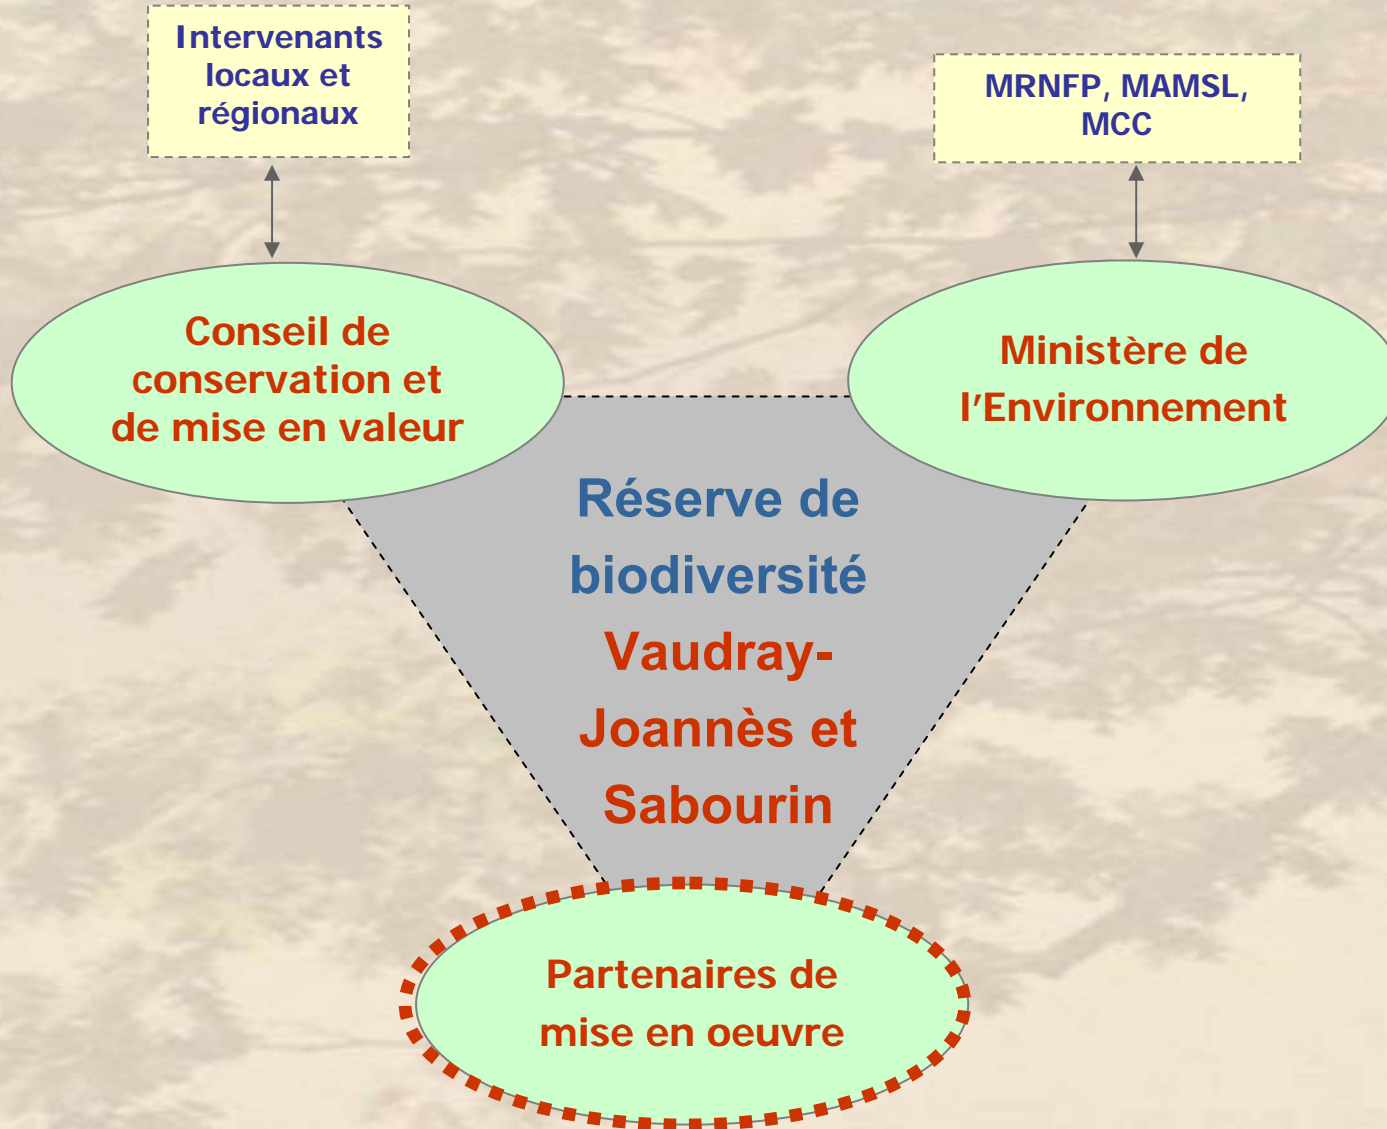 Intervenants
locaux et
régionaux
MRNFP, MAMSL,
MCC
Conseil de
conservation et
de mise en valeur
Ministère de
l'Environnement
Réserve de
biodiversité
Vaudray-
Joannès et
Sabourin
Partenaires de
mise en oeuvre